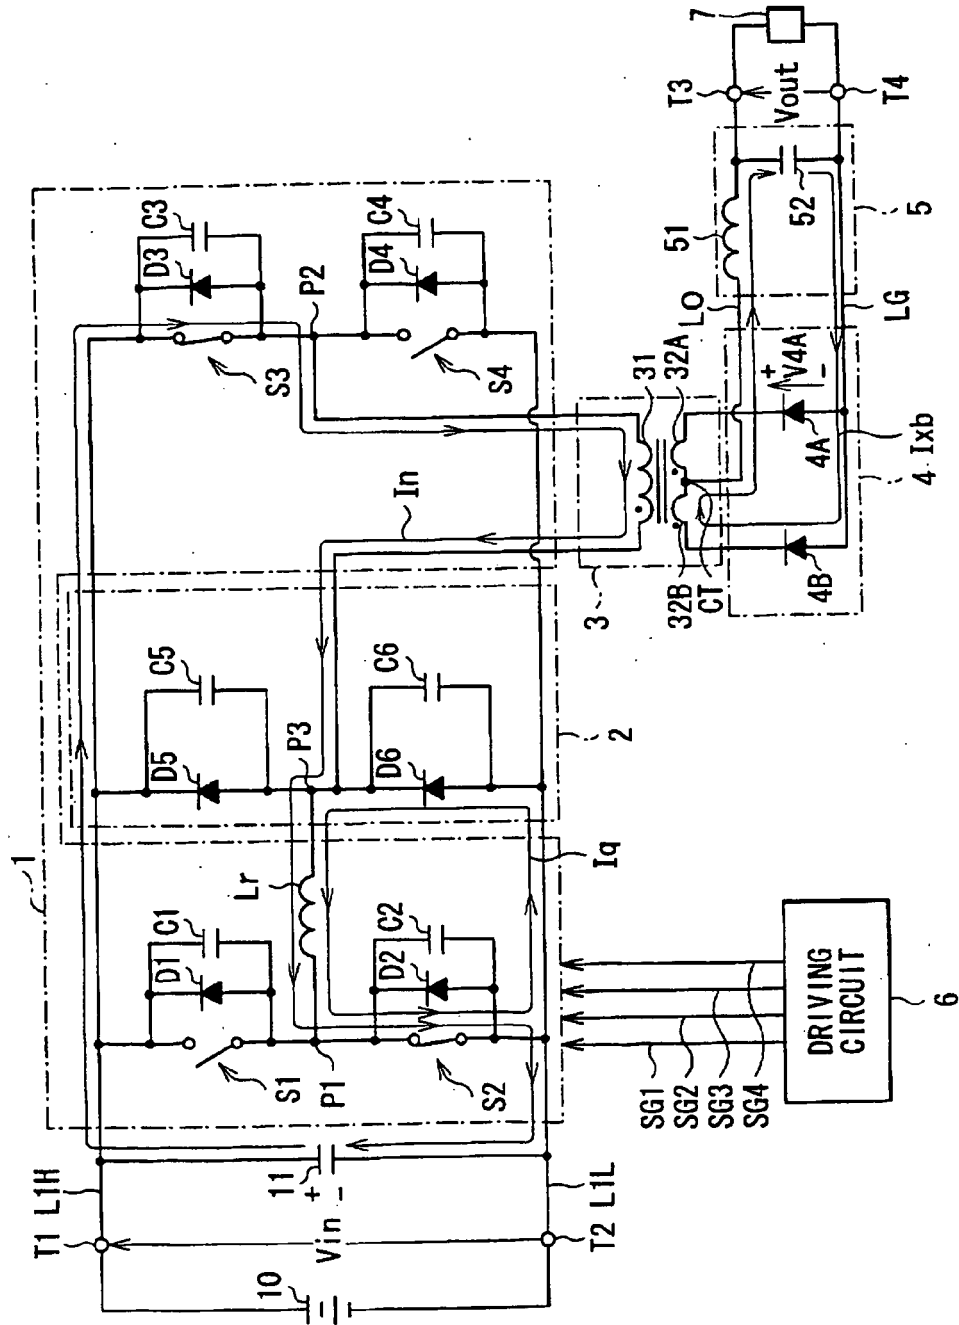 1
T1
L1H
10
Vin
11
+
-
T2
L1L
S1
D1
C1
P1
S2
D2
C2
Lr
Iq
D5
C5
P3
D6
C6
2
In
S3
D3
C3
P2
S4
D4
C4
3
31
32A
32B
CT
4A
4B
V4A
+
-
4
Ixb
LO
LG
51
52
5
T3
T4
Vout
7
SG1
SG2
SG3
SG4
DRIVING
CIRCUIT
6